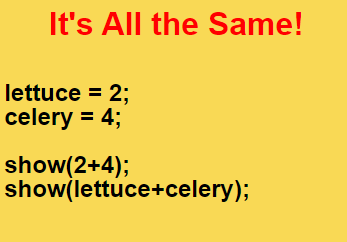 It's All the Same!
lettuce = 2;
celery = 4;
show(2+4);
show(lettuce+celery);